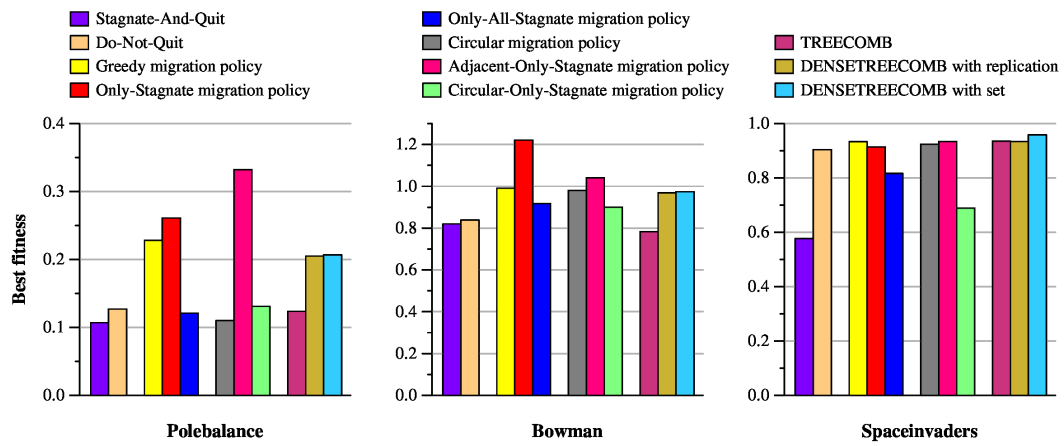 Stagnate-And-Quit
Do-Not-Quit
Greedy migration policy
Only-Stagnate migration policy
Only-All-Stagnate migration policy
Circular migration policy
Adjacent-Only-Stagnate migration policy
Circular-Only-Stagnate migration policy
TREECOMB
DENSETREECOMB with replication
DENSETREECOMB with set
Best fitness
0.4
0.3
0.2
0.1
0.0
Polebalance
1.2
1.0
0.8
0.6
0.4
0.2
0.0
Bowman
1.0
0.8
0.6
0.4
0.2
0.0
Spaceinvaders